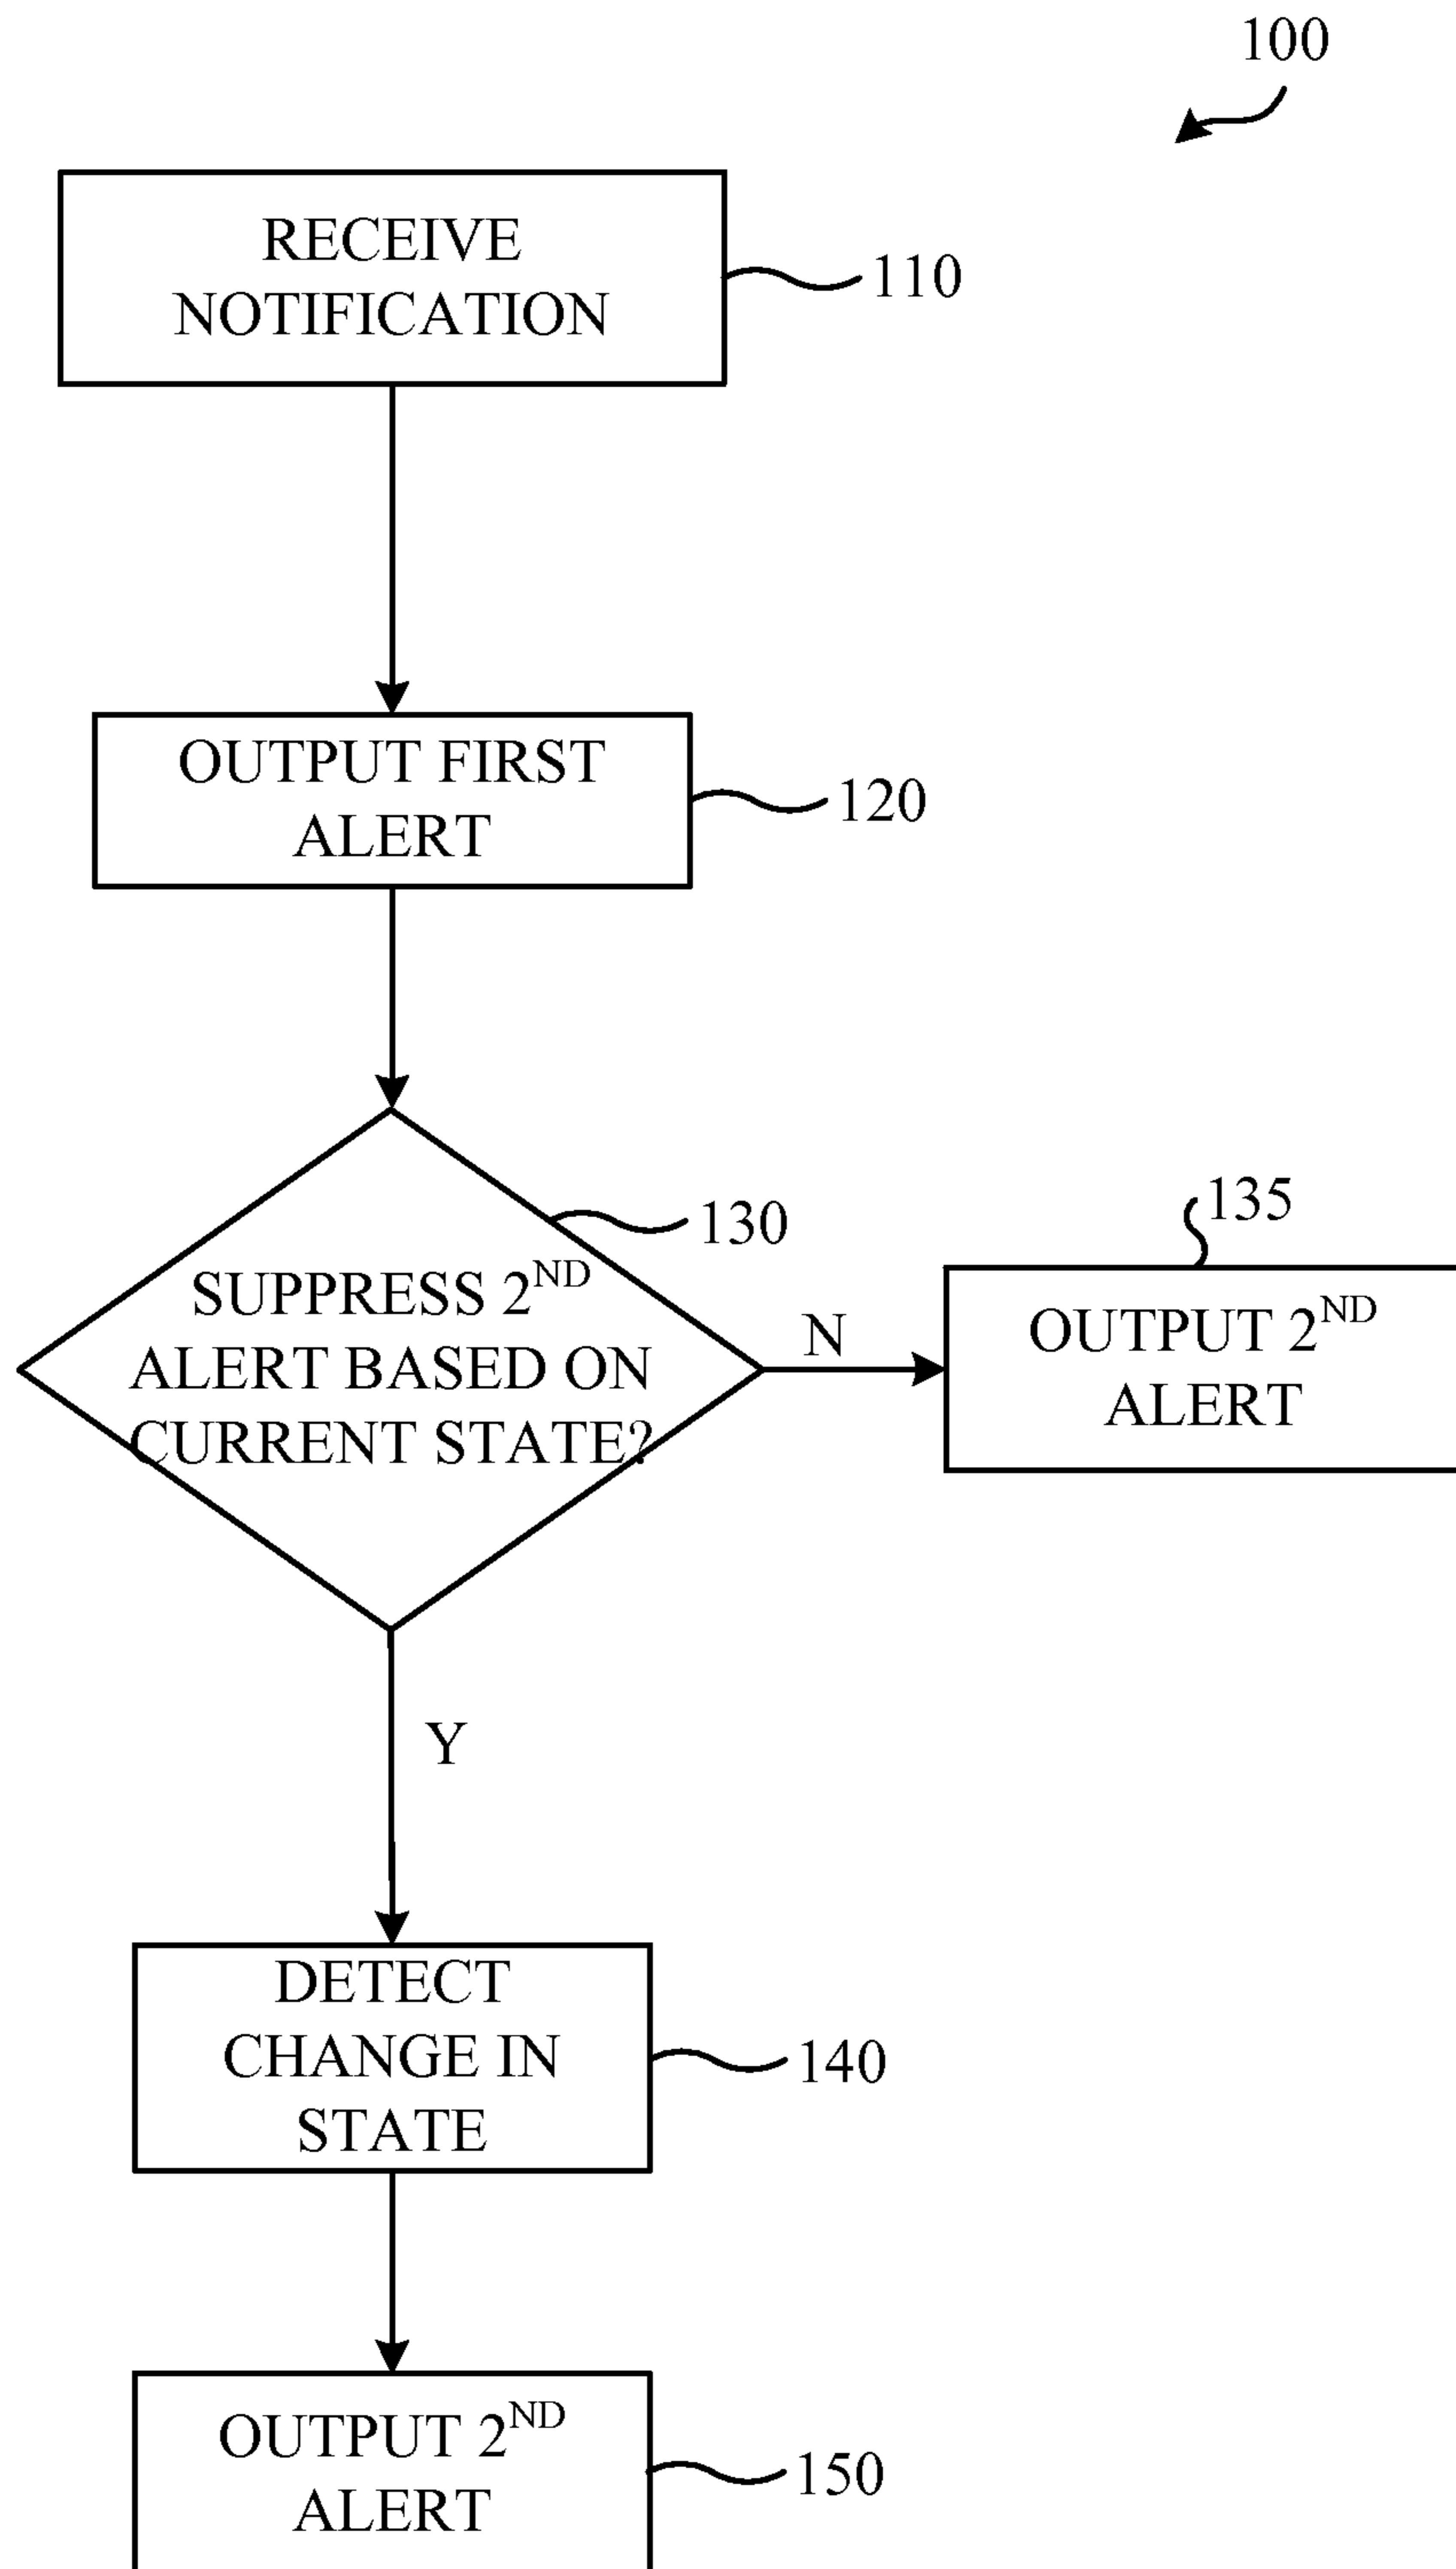 100
RECEIVE
NOTIFICATION
110
OUTPUT FIRST
ALERT
120
130
SUPPRESS 2ND
ALERT BASED ON
CURRENT STATE?
N
135
OUTPUT 2ND
ALERT
Y
DETECT
CHANGE IN
STATE
140
OUTPUT 2ND
ALERT
150